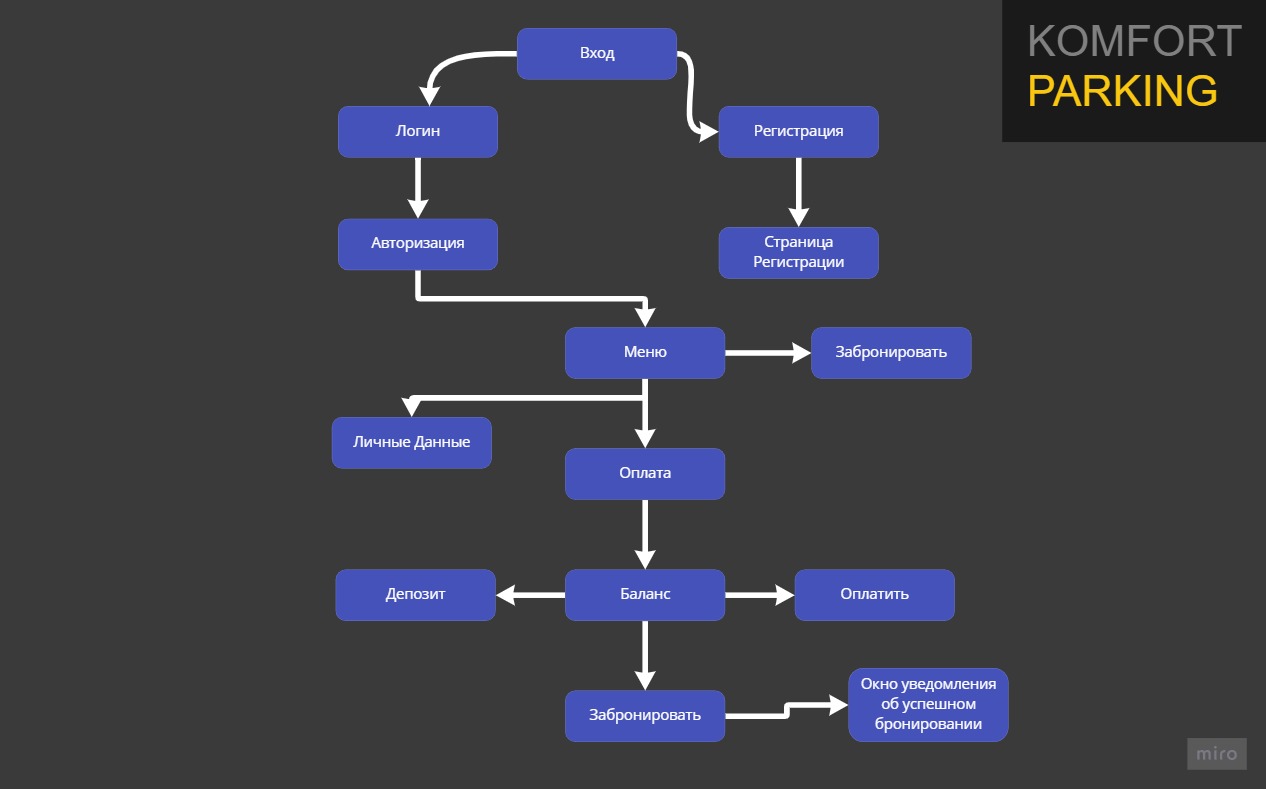 KOMFORT
PARKING
Вход
Логин
Регистрация
Авторизация
Страница
Регистрации
Меню
Забронировать
Личные Данные
Оплата
Депозит
Баланс
Оплатить
Забронировать
Окно уведомления
об успешном
бронировании
miro